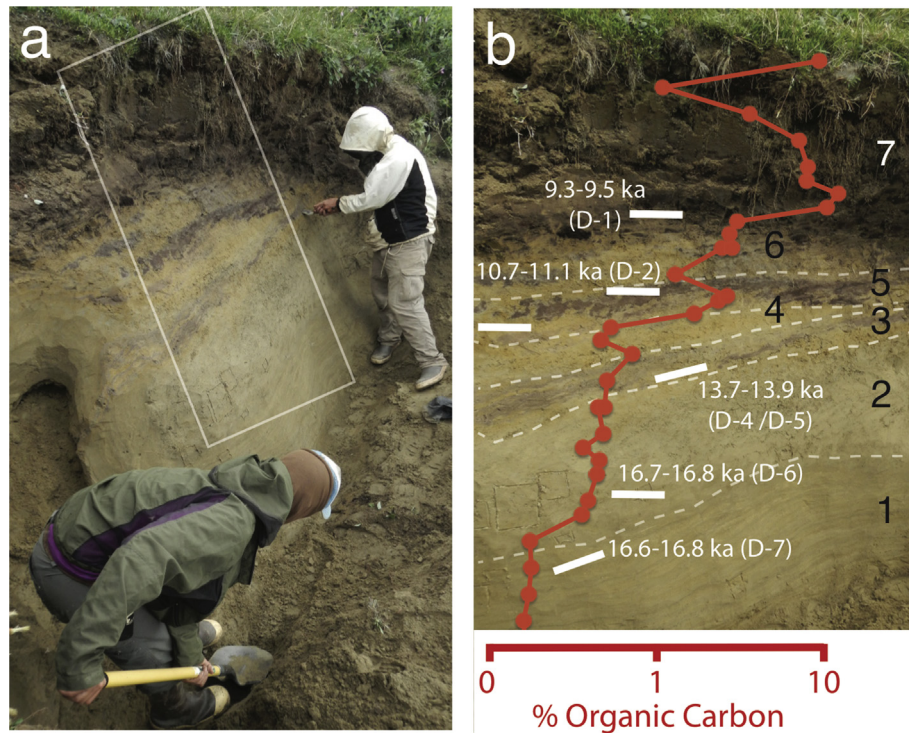 a
b
7
9.3-9.5 ka
(D-1)
6
10.7-11.1 ka (D-2)
5
4
3
13.7-13.9 ka
(D-4 /D-5)
2
16.7-16.8 ka (D-6)
1
16.6-16.8 ka (D-7)
0
1
10
% Organic Carbon